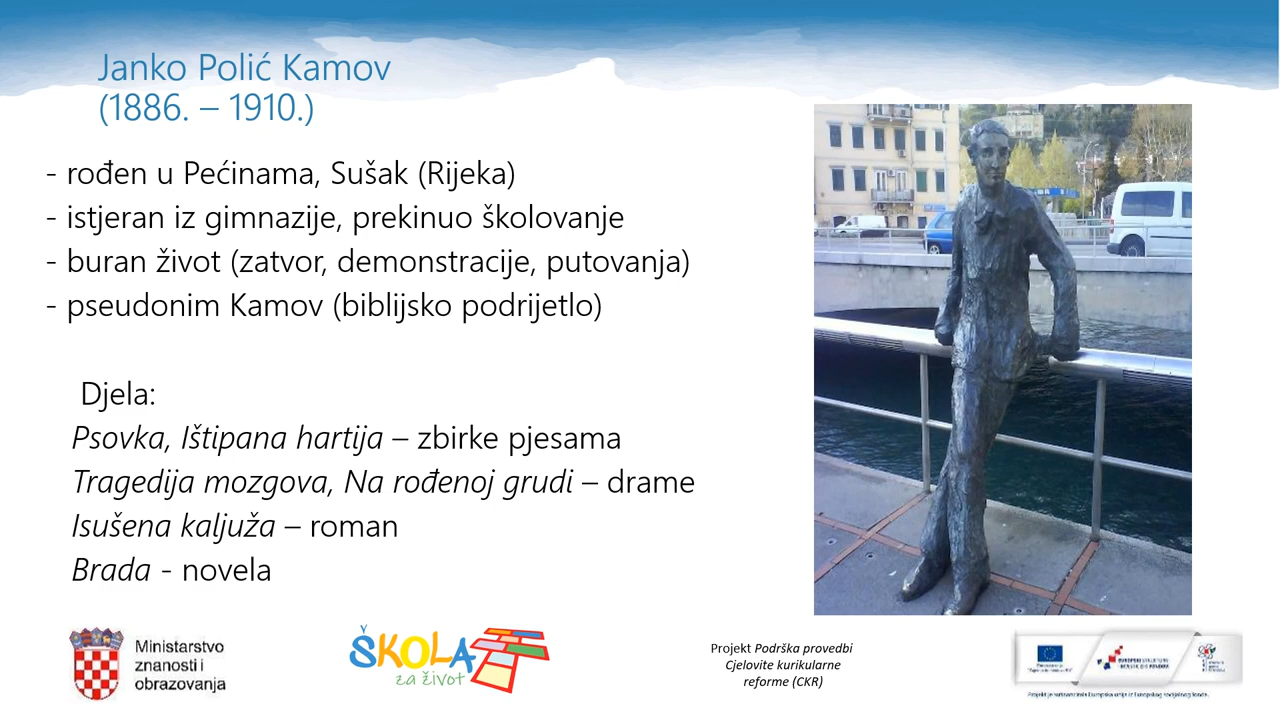 Janko Polić Kamov
(1886. – 1910.)
- rođen u Pećinama, Sušak (Rijeka)
- istjeran iz gimnazije, prekinuo školovanje
- buran život (zatvor, demonstracije, putovanja)
- pseudonim Kamov (biblijsko podrijetlo)
Djela:
Psovka, Ištipana hartija – zbirke pjesama
Tragedija mozgova, Na rođenoj grudi – drame
Isušena kaljuža – roman
Brada - novela
Ministarstvo
znanosti i
obrazovanja
ŠKOLA
za život
Projekt Podrška provedbi
Cjelovite kurikularne
reforme (CKR)
EUROPSKI STRUKTURNI